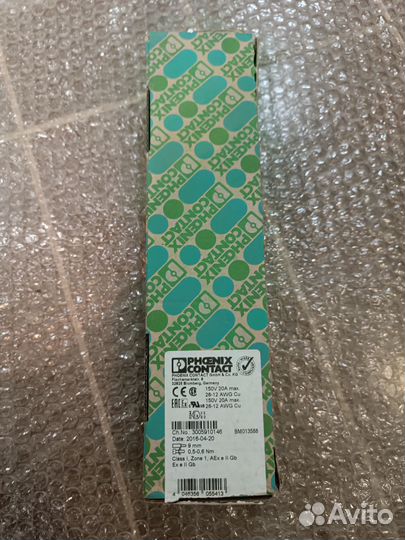 PHOENIX
CONTACT
PHOENIX CONTACT GmbH & Co. KG
Flachsmarktstr. 8
32825 Blomberg, Germany
150V 20A max.
26-12 AWG Cu
150V 20A max.
26-12 AWG Cu
Ch.No.: 3005910146 BM013588
Date: 2016-04-20
9 mm
0,5-0,6 Nm
Class I, Zone 1, AEx e II Gb
Ex e II Gb
4 046356 055413
Avito